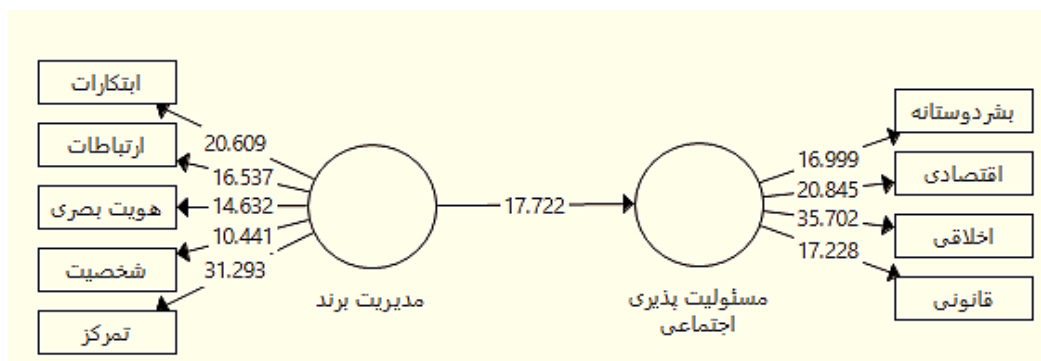 ابتکارات
ارتباطات
هویت بصری
شخصیت
تمرکز
20.609
16.537
14.632
10.441
31.293
مدیریت برند
17.722
مسئولیت پذیری
اجتماعی
16.999
20.845
35.702
17.228
بشردوستانه
اقتصادی
اخلاقی
قانونی